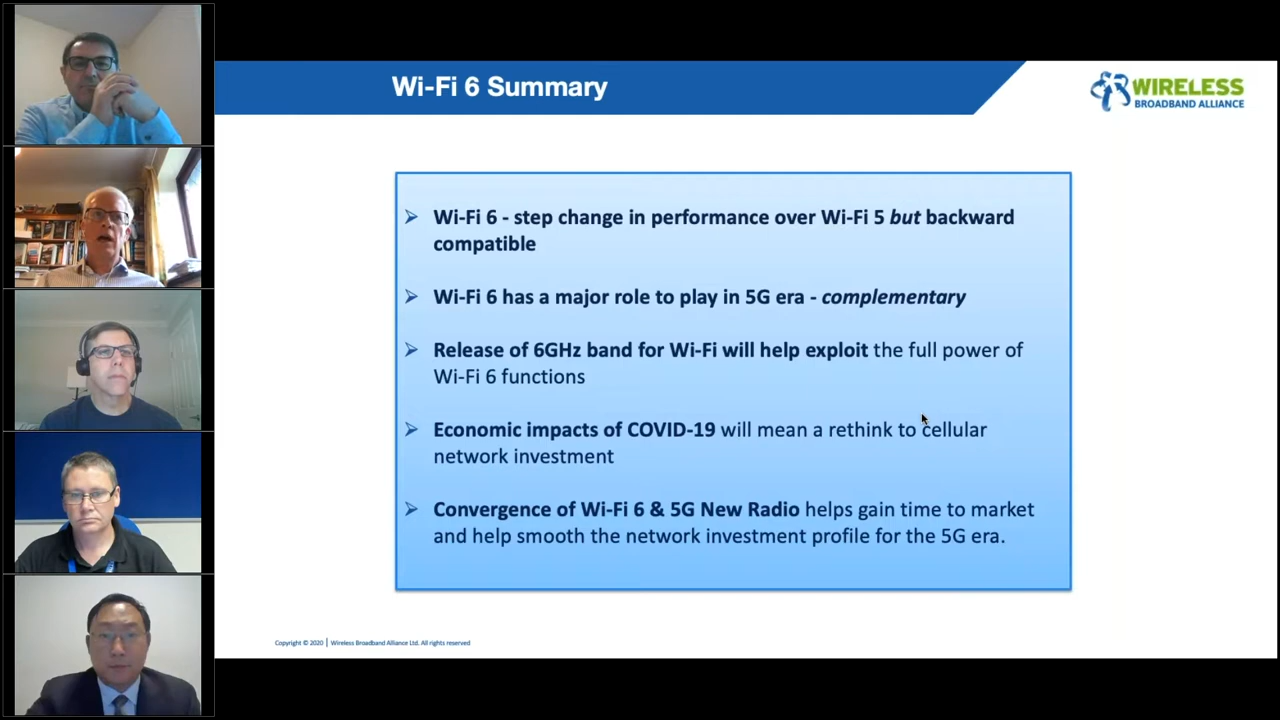 Wi-Fi 6 Summary
WIRELESS
BROADBAND ALLIANCE
➢ Wi-Fi 6 - step change in performance over Wi-Fi 5 but backward
compatible
➢ Wi-Fi 6 has a major role to play in 5G era - complementary
➢ Release of 6GHz band for Wi-Fi will help exploit the full power of
Wi-Fi 6 functions
➢ Economic impacts of COVID-19 will mean a rethink to cellular
network investment
➢ Convergence of Wi-Fi 6 & 5G New Radio helps gain time to market
and help smooth the network investment profile for the 5G era.
Copyright © 2020 | Wireless Broadband Alliance Ltd. All rights reserved